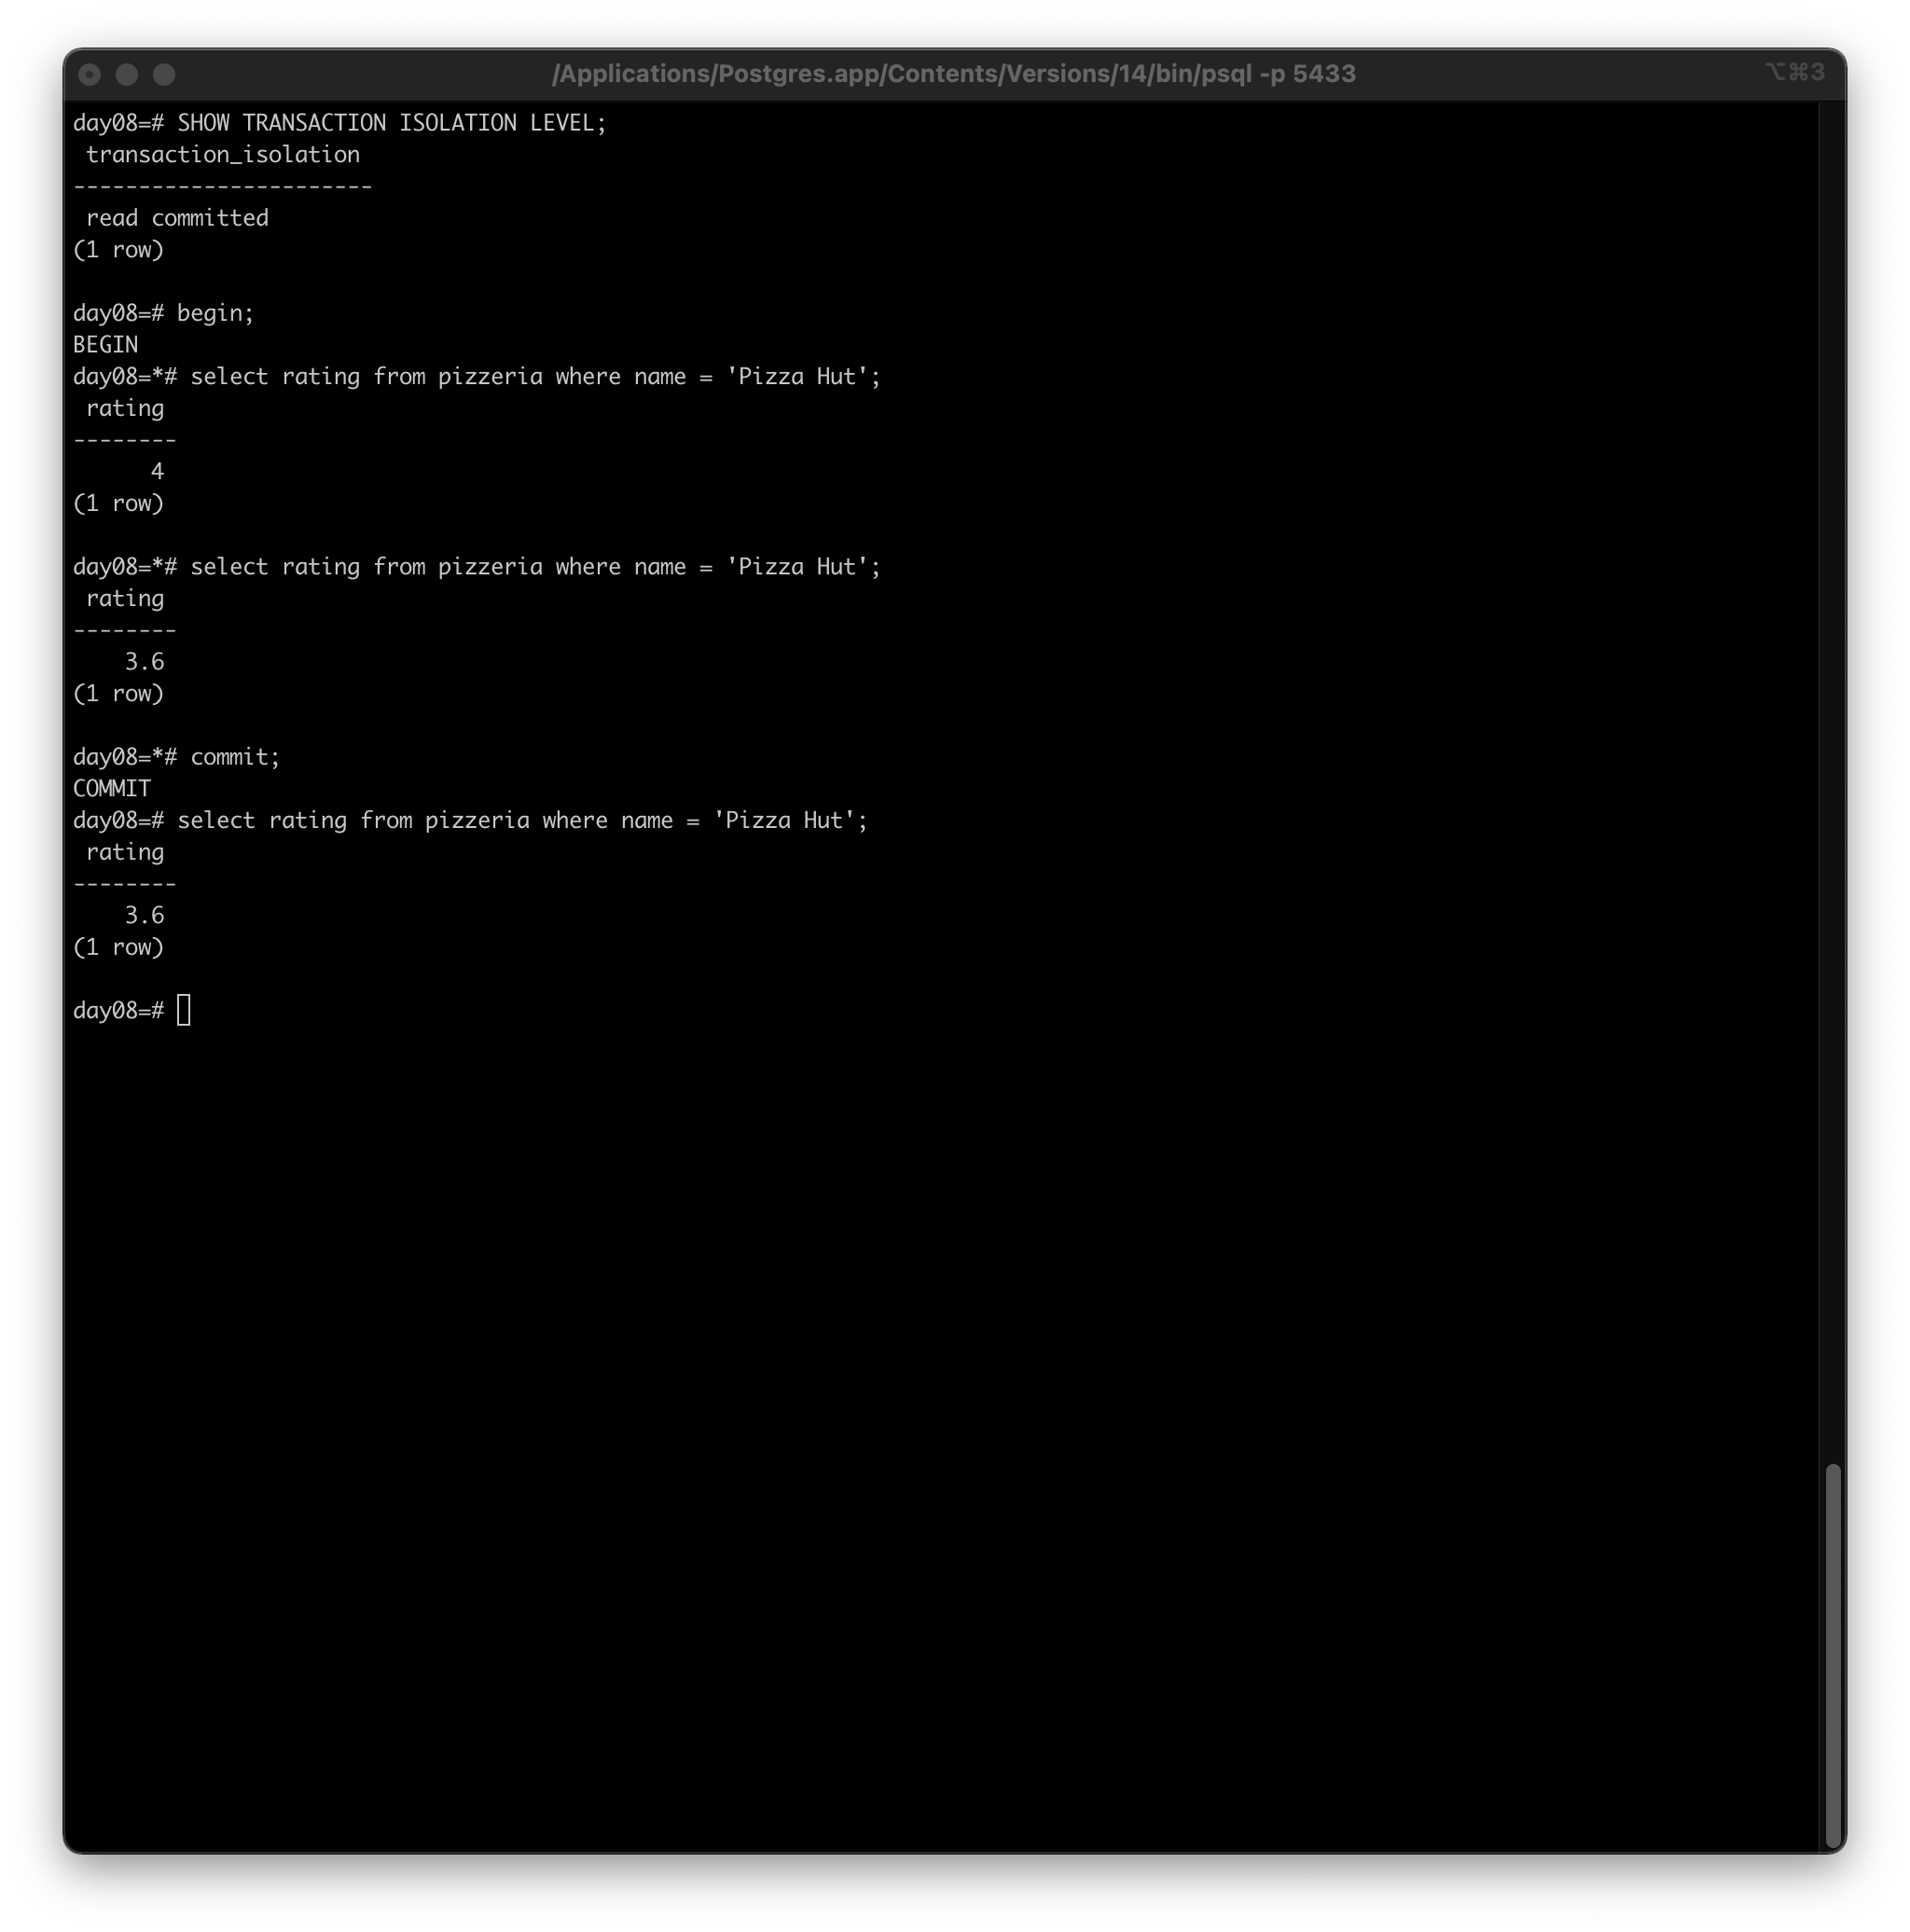 /Applications/Postgres.app/Contents/Versions/14/bin/psql -p 5433
⌥⌘3
day08=# SHOW TRANSACTION ISOLATION LEVEL;
 transaction_isolation
-----------------------
 read committed
(1 row)

day08=# begin;
BEGIN
day08=*# select rating from pizzeria where name = 'Pizza Hut';
 rating
--------
      4
(1 row)

day08=*# select rating from pizzeria where name = 'Pizza Hut';
 rating
--------
    3.6
(1 row)

day08=*# commit;
COMMIT
day08=# select rating from pizzeria where name = 'Pizza Hut';
 rating
--------
    3.6
(1 row)

day08=#